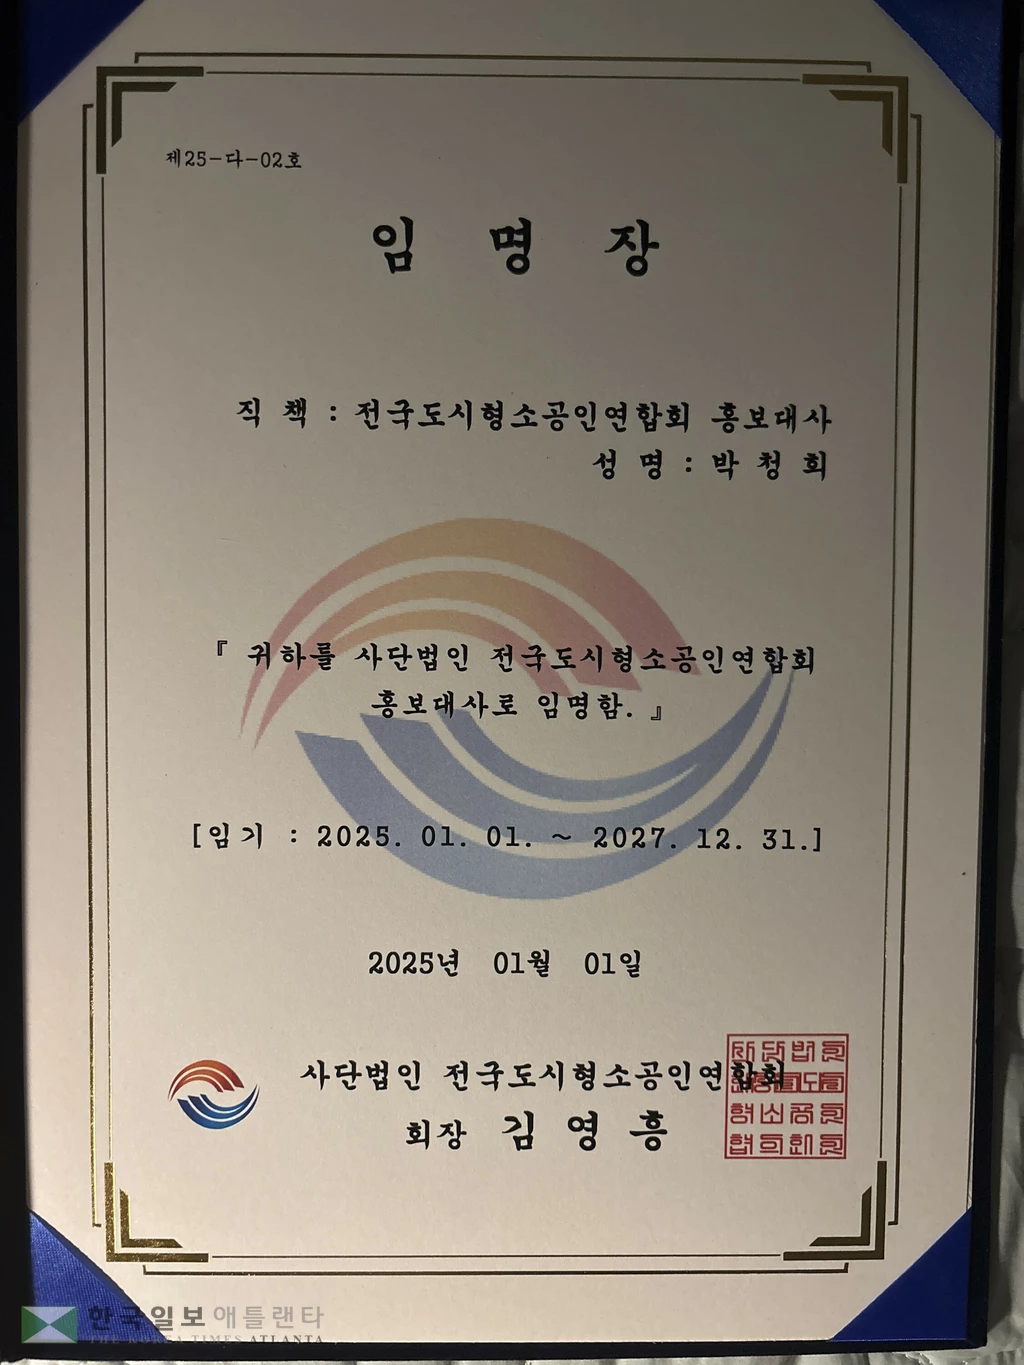 제25-다-02호
임 명 장
직 책 : 전국도시형소공인연합회 홍보대사
성 명 : 박 청 희
『 귀하를 사단법인 전국도시형소공인연합회
홍보대사로 임명함. 』
[임기 : 2025. 01. 01. ~ 2027. 12. 31.]
2025년 01월 01일
사단법인 전국도시형소공인연합회
회장 김 영 흥
한국일보 애틀랜타
THE KOREA TIMES ATLANTA